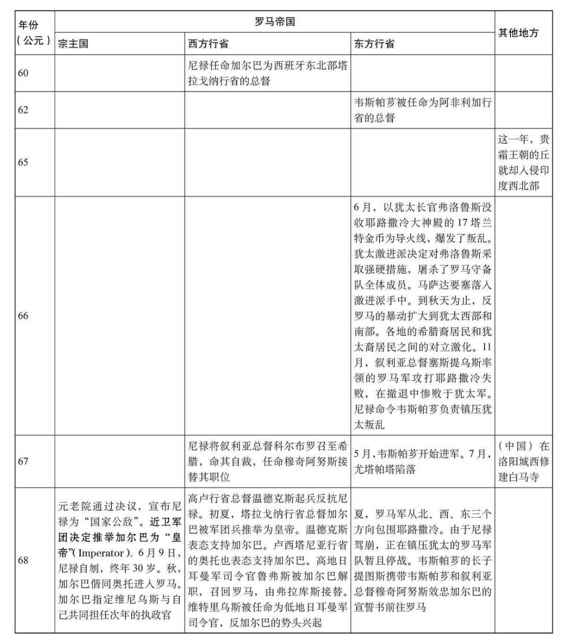 年份
（公元）
罗马帝国
其他地方
宗主国
西方行省
东方行省
60
尼禄任命加尔巴为西班牙东北部塔
拉戈纳行省的总督
62
韦斯帕芗被任命为阿非利加行
省的总督
65
这一年，贵
霜王朝的丘
就却入侵印
度西北部
66
6月，以犹太长官弗洛鲁斯没
收耶路撒冷大神殿的17塔兰
特金币为导火线，爆发了叛乱。
犹太激进派决定对弗洛鲁斯采
取强硬措施，屠杀了罗马守备
队全体成员。马萨达要塞落入
激进派手中。到秋天为止，反
罗马的暴动扩大到犹太西部和
南部。各地的希腊裔居民和犹
太裔居民之间的对立激化。11
月，叙利亚总督塞斯提乌斯率
领的罗马军攻打耶路撒冷失
败，在撤退中惨败于犹太军。
尼禄命令韦斯帕芗负责镇压犹
太叛乱
67
尼禄将叙利亚总督科尔布罗召至希
腊，命其自裁，任命穆奇阿努斯接
替其职位
5月，韦斯帕芗开始进军。7月，
尤塔帕塔陷落
（中国）在
洛阳城西修
建白马寺
68
元老院通过决议，宣布尼
禄为“国家公敌”。近卫军
团决定推举加尔巴为“皇
帝”（Imperator）。6月9日，
尼禄自刎，终年30岁。秋，
加尔巴偕同奥托进入罗马。
加尔巴指定维尼乌斯与自
己共同担任次年的执政官
高卢行省总督温德克斯起兵反抗尼
禄。初夏，塔拉戈纳行省总督加尔
巴被军团兵推举为皇帝。温德克斯
表态支持加尔巴。卢西塔尼亚行省
的奥托也表态支持加尔巴。高地日
耳曼军司令官鲁弗斯被加尔巴解
职，召回罗马，由弗拉库斯接替。
维特里乌斯被任命为低地日耳曼军
司令官，反加尔巴的势头兴起
夏，罗马军从北、西、东三个
方向包围耶路撒冷。由于尼禄
驾崩，正在镇压犹太的罗马军
队暂且停战。韦斯帕芗的长子
提图斯携带韦斯帕芗和叙利亚
总督穆奇阿努斯效忠加尔巴的
宣誓书前往罗马